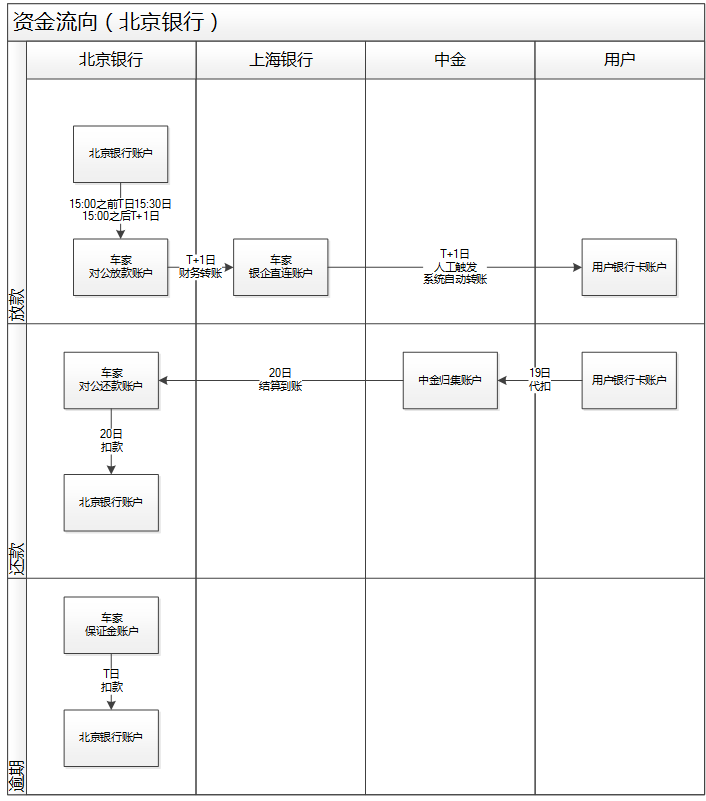 资金流向（北京银行）
北京银行
上海银行
中金
用户
放款
北京银行账户
15:00之前T日15:30日
15:00之后T+1日
车家
对公放款账户
T+1日
财务转账
车家
银企直连账户
T+1日
人工触发
系统自动转账
用户银行卡账户
还款
车家
对公还款账户
20日
结算到账
中金归集账户
19日
代扣
用户银行卡账户
20日
扣款
北京银行账户
逾期
车家
保证金账户
T日
扣款
北京银行账户